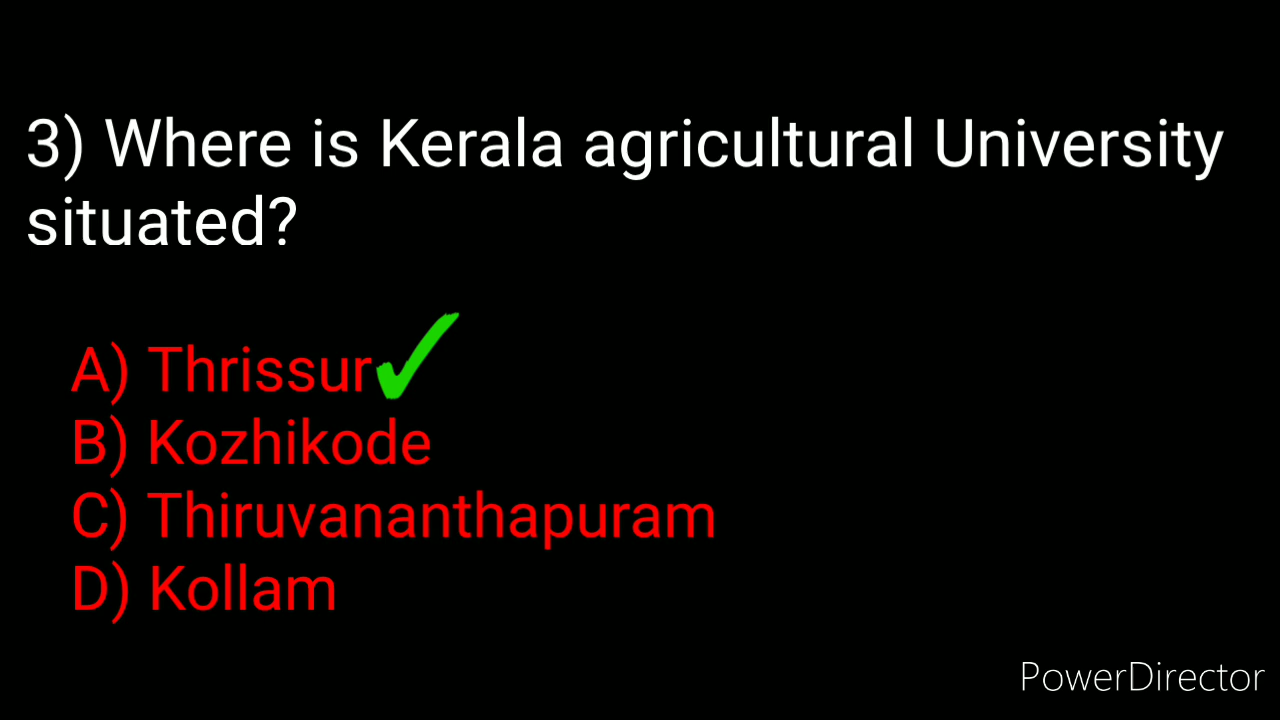 3) Where is Kerala agricultural University
situated?
A) Thrissur
B) Kozhikode
C) Thiruvananthapuram
D) Kollam
PowerDirector